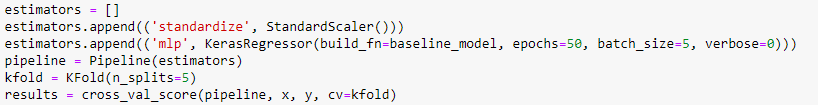 estimators = []
estimators.append(('standardize', StandardScaler()))
estimators.append(('mlp', KerasRegressor(build_fn=baseline_model, epochs=50, batch_size=5, verbose=0)))
pipeline = Pipeline(estimators)
kfold = KFold(n_splits=5)
results = cross_val_score(pipeline, x, y, cv=kfold)